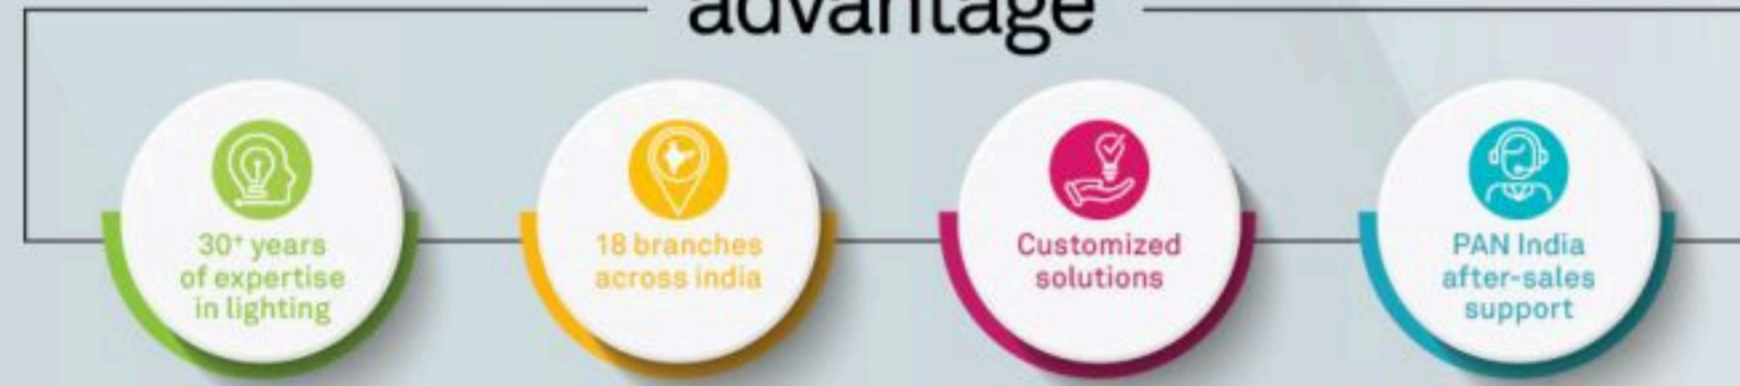 advantage
30+ years
of expertise
in lighting
18 branches
across india
Customized
solutions
PAN India
after-sales
support